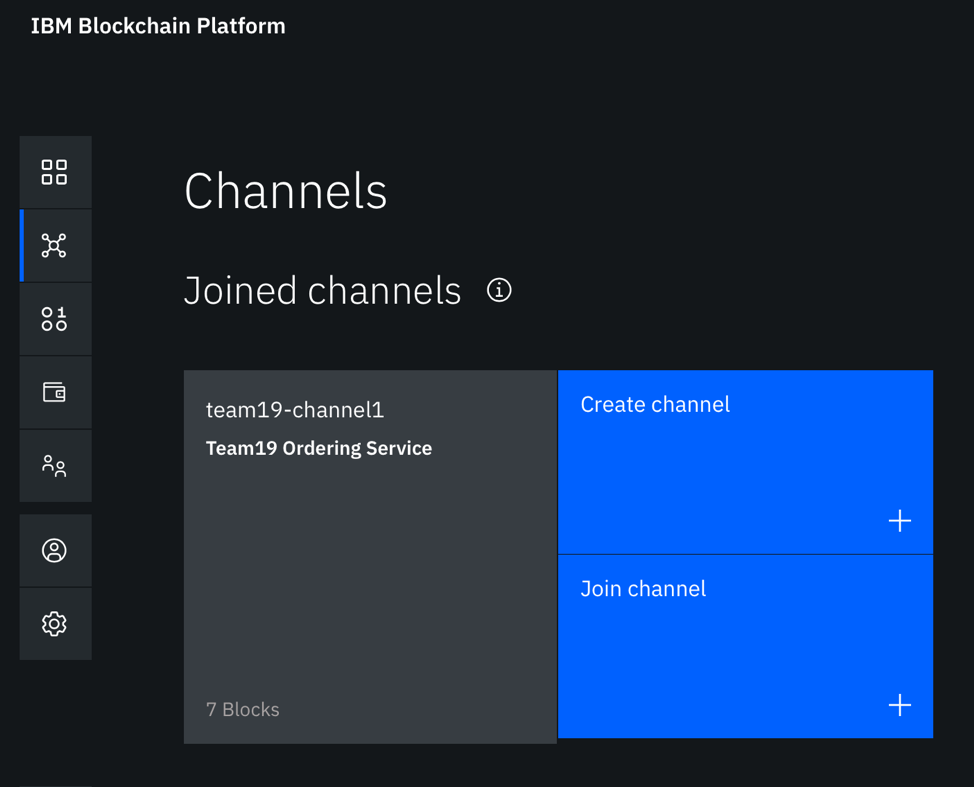 IBM Blockchain Platform
Channels
Joined channels
team19-channel1
Team19 Ordering Service
7 Blocks
Create channel
Join channel